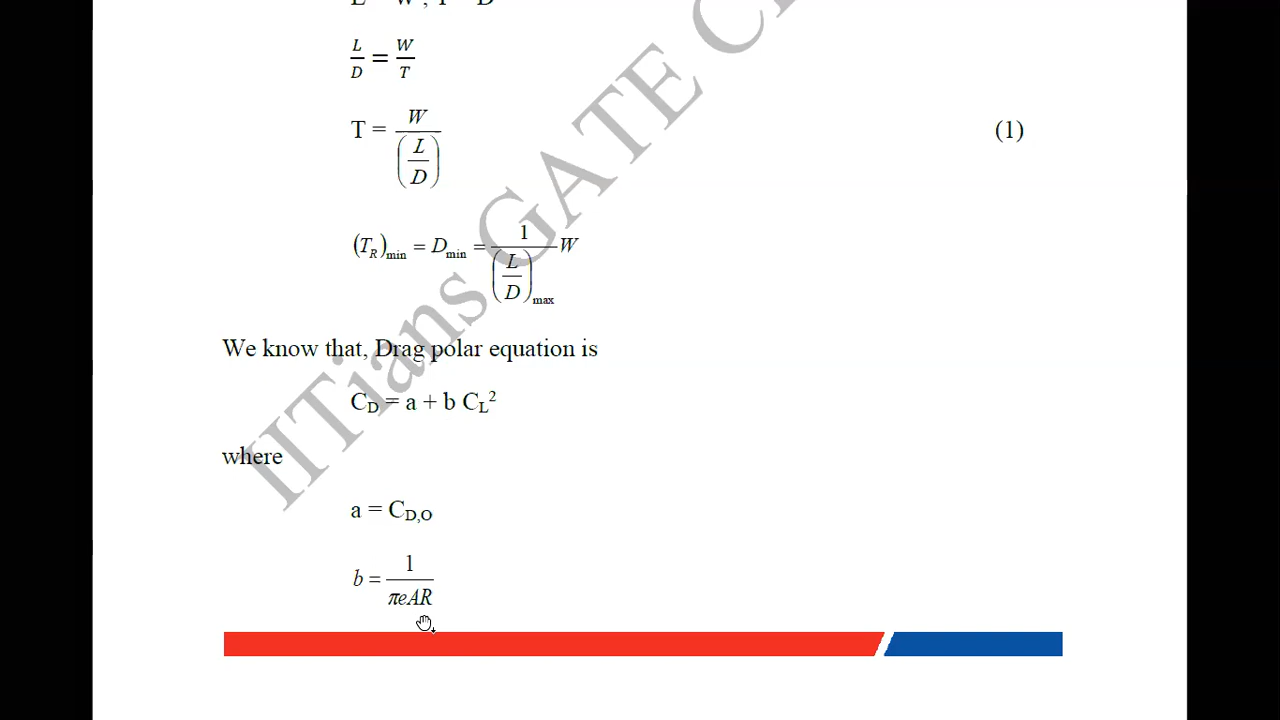 L = W ; T = D
L/D = W/T
T = W/(L/D) (1)
(T_R)_min = D_min = 1/(L/D)_max W
We know that, Drag polar equation is
C_D = a + b C_L^2
where
a = C_D,O
b = 1/πeAR
IITians GATE C